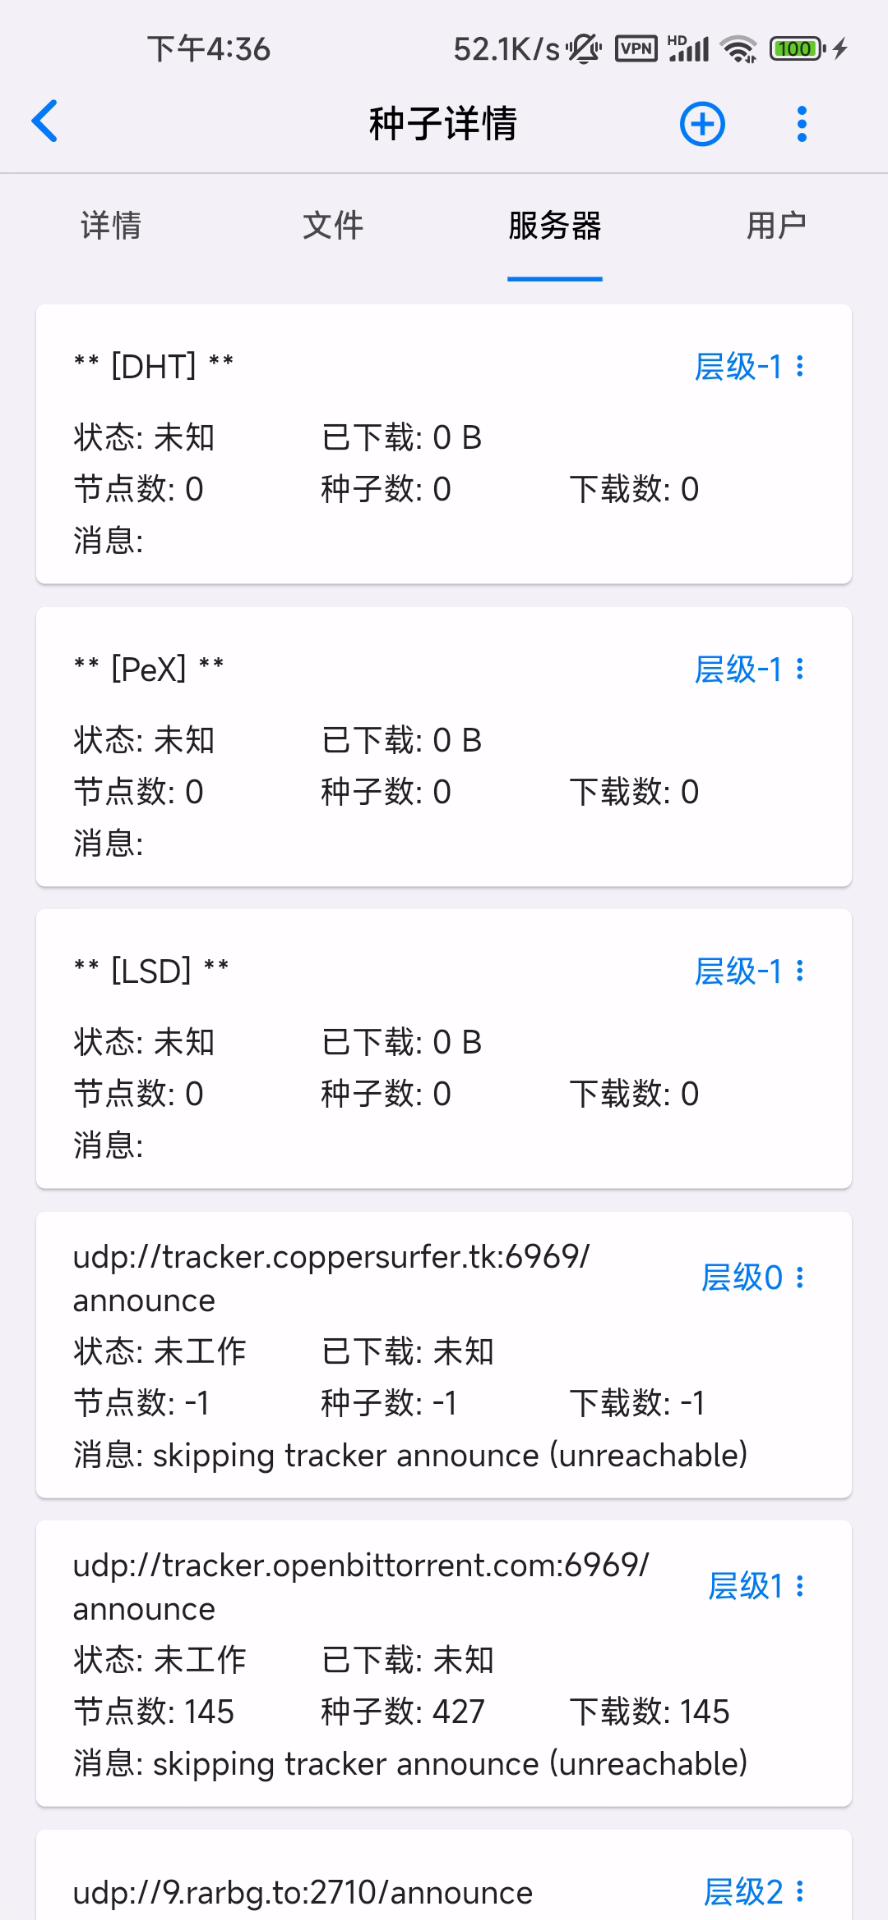 下午4:36 52.1K/s VPN HD 100
种子详情
详情 文件 服务器 用户
** [DHT] ** 层级-1
状态: 未知 已下载: 0 B
节点数: 0 种子数: 0 下载数: 0
消息:
** [PeX] ** 层级-1
状态: 未知 已下载: 0 B
节点数: 0 种子数: 0 下载数: 0
消息:
** [LSD] ** 层级-1
状态: 未知 已下载: 0 B
节点数: 0 种子数: 0 下载数: 0
消息:
udp://tracker.coppersurfer.tk:6969/
announce 层级0
状态: 未工作 已下载: 未知
节点数: -1 种子数: -1 下载数: -1
消息: skipping tracker announce (unreachable)
udp://tracker.openbittorrent.com:6969/
announce 层级1
状态: 未工作 已下载: 未知
节点数: 145 种子数: 427 下载数: 145
消息: skipping tracker announce (unreachable)
udp://9.rarbg.to:2710/announce 层级2